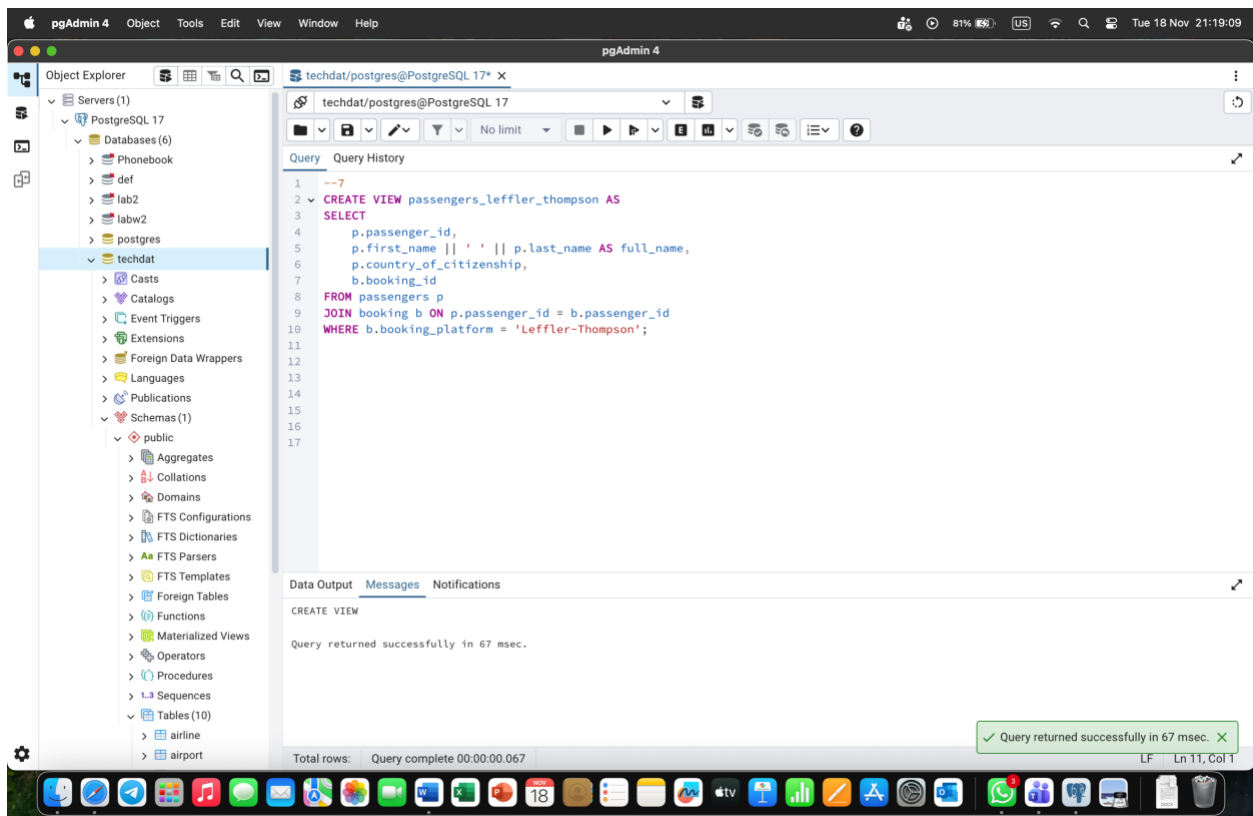 pgAdmin 4 Object Tools Edit View Window Help 81% US Tue 18 Nov 21:19:09
pgAdmin 4
Object Explorer
Servers (1)
PostgreSQL 17
Databases (6)
Phonebook
def
lab2
labw2
postgres
techdat
Casts
Catalogs
Event Triggers
Extensions
Foreign Data Wrappers
Languages
Publications
Schemas (1)
public
Aggregates
Collations
Domains
FTS Configurations
FTS Dictionaries
Aa FTS Parsers
FTS Templates
Foreign Tables
Functions
Materialized Views
Operators
Procedures
1..3 Sequences
Tables (10)
airline
airport
techdat/postgres@PostgreSQL 17*
techdat/postgres@PostgreSQL 17
No limit
Query Query History
1 --7
2 CREATE VIEW passengers_leffler_thompson AS
3 SELECT
4 p.passenger_id,
5 p.first_name || ' ' || p.last_name AS full_name,
6 p.country_of_citizenship,
7 b.booking_id
8 FROM passengers p
9 JOIN booking b ON p.passenger_id = b.passenger_id
10 WHERE b.booking_platform = 'Leffler-Thompson';
11
12
13
14
15
16
17
Data Output Messages Notifications
CREATE VIEW
Query returned successfully in 67 msec.
Query returned successfully in 67 msec.
Total rows: Query complete 00:00:00.067 LF Ln 11, Col 1
NOV
18
tv
3
DOCX